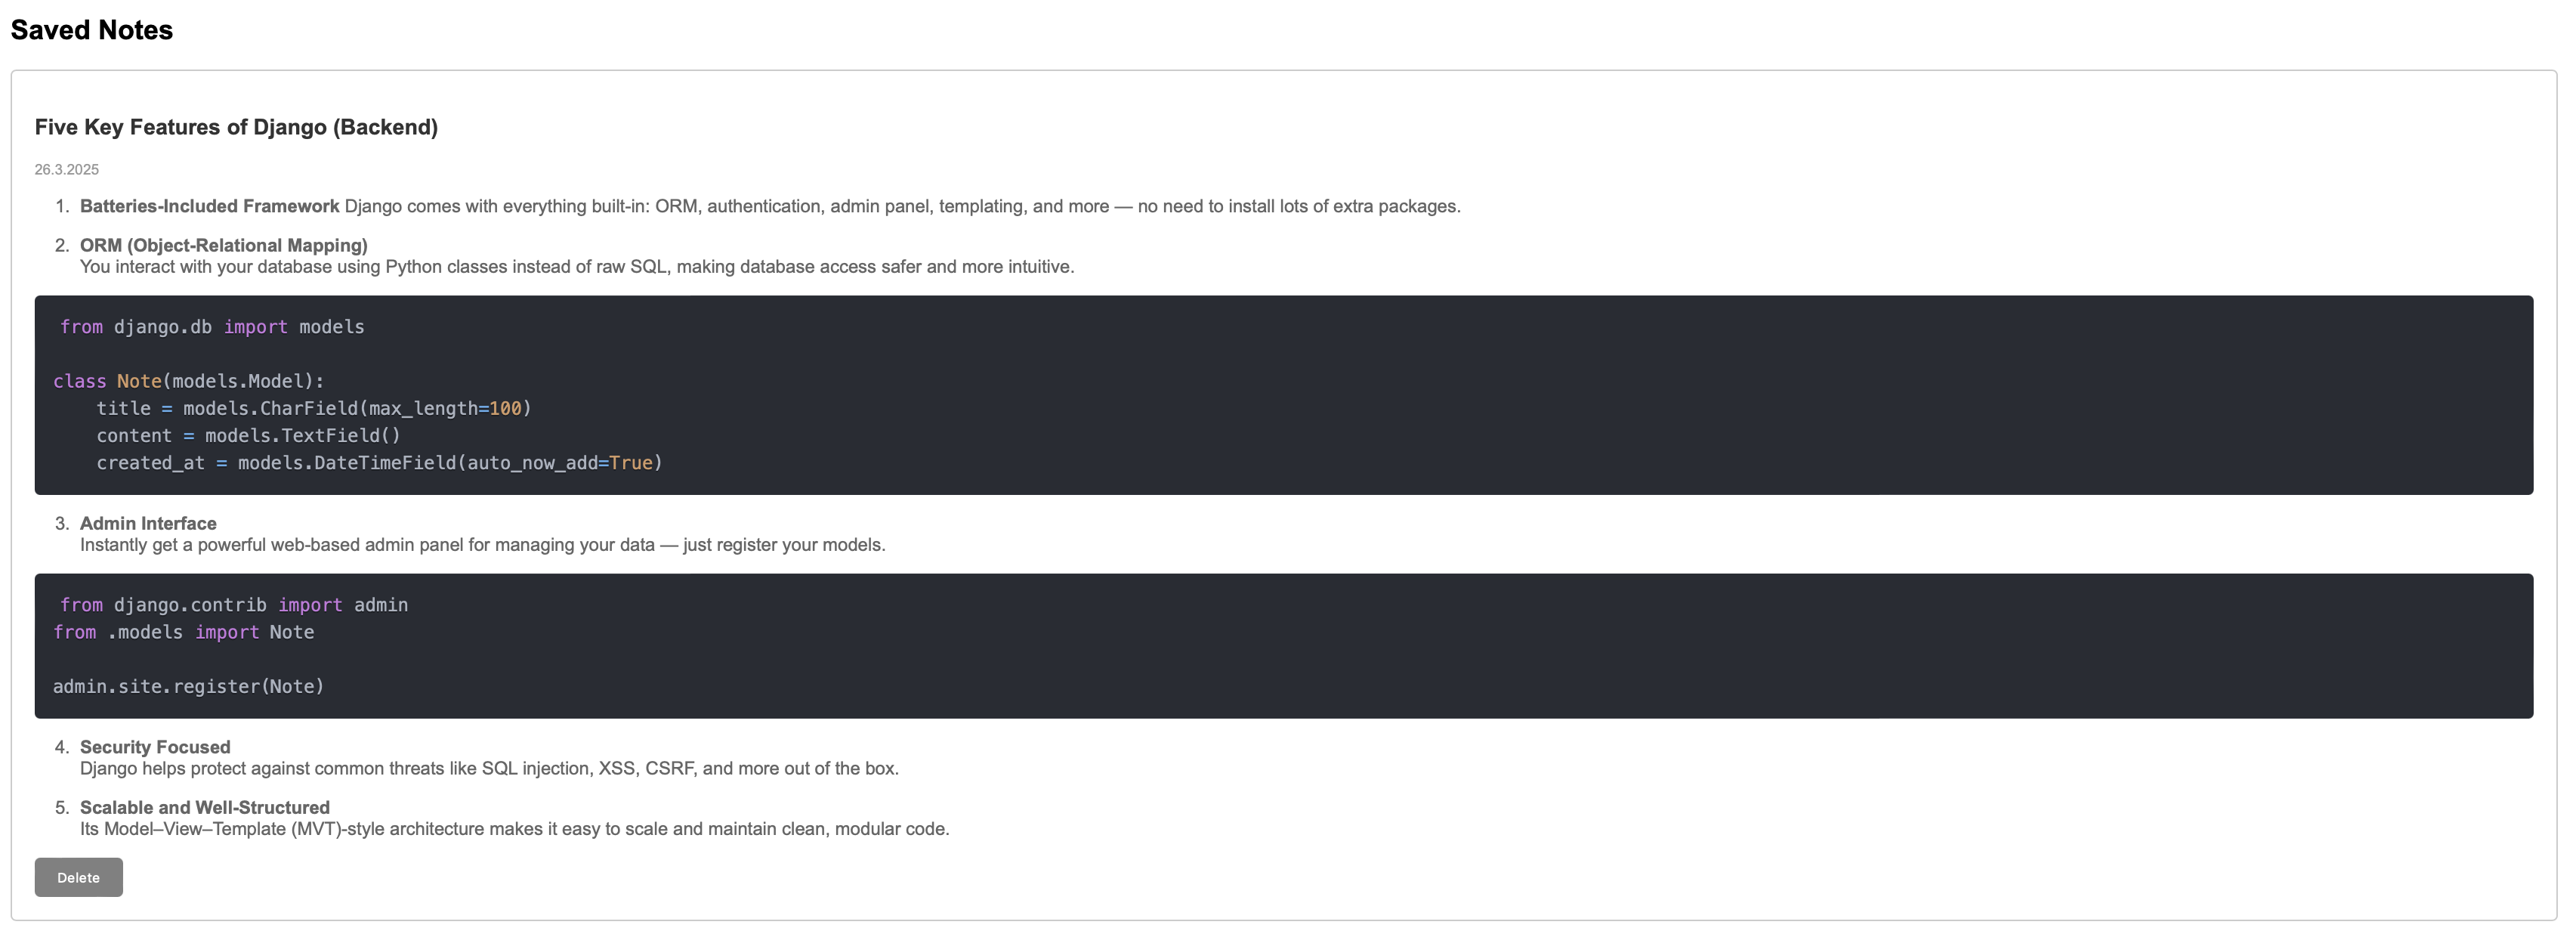 Saved Notes
Five Key Features of Django (Backend)
26.3.2025
1. Batteries-Included Framework Django comes with everything built-in: ORM, authentication, admin panel, templating, and more — no need to install lots of extra packages.
2. ORM (Object-Relational Mapping)
You interact with your database using Python classes instead of raw SQL, making database access safer and more intuitive.
from django.db import models
class Note(models.Model):
    title = models.CharField(max_length=100)
    content = models.TextField()
    created_at = models.DateTimeField(auto_now_add=True)
3. Admin Interface
Instantly get a powerful web-based admin panel for managing your data — just register your models.
from django.contrib import admin
from .models import Note
admin.site.register(Note)
4. Security Focused
Django helps protect against common threats like SQL injection, XSS, CSRF, and more out of the box.
5. Scalable and Well-Structured
Its Model–View–Template (MVT)-style architecture makes it easy to scale and maintain clean, modular code.
Delete